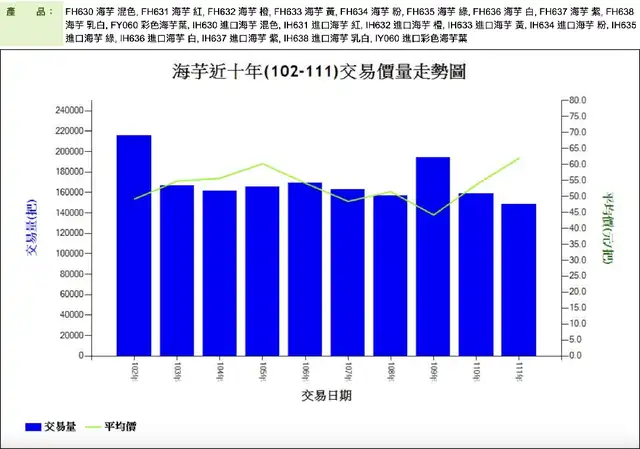 產 品： FH630 海芋 混色, FH631 海芋 紅, FH632 海芋 橙, FH633 海芋 黃, FH634 海芋 粉, FH635 海芋 綠, FH636 海芋 白, FH637 海芋 紫, FH638
海芋 乳白, FY060 彩色海芋葉, IH630 進口海芋 混色, IH631 進口海芋 紅, IH632 進口海芋 橙, IH633 進口海芋 黃, IH634 進口海芋 粉, IH635
進口海芋 綠, IH636 進口海芋 白, IH637 進口海芋 紫, IH638 進口海芋 乳白, IY060 進口彩色海芋葉
海芋近十年(102-111)交易價量走勢圖
交易量(把)
240000
220000
200000
180000
160000
140000
120000
100000
80000
60000
40000
20000
0
80.0
75.0
70.0
65.0
60.0
55.0
50.0
45.0
40.0
35.0
30.0
25.0
20.0
15.0
10.0
5.0
0.0
平均價(元/把)
102年
103年
104年
105年
106年
107年
108年
109年
110年
111年
交易日期
交易量 平均價